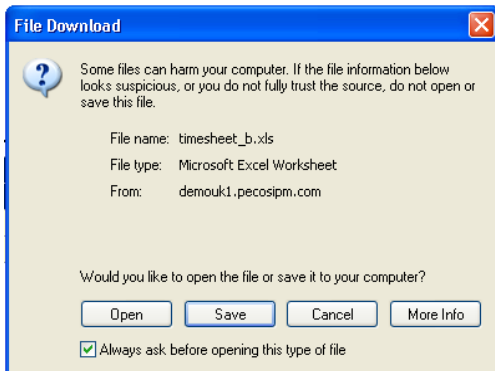 File Download
Some files can harm your computer. If the file information below
looks suspicious, or you do not fully trust the source, do not open or
save this file.
File name: timesheet_b.xls
File type: Microsoft Excel Worksheet
From: demouk1.pecosipm.com
Would you like to open the file or save it to your computer?
Open Save Cancel More Info
Always ask before opening this type of file